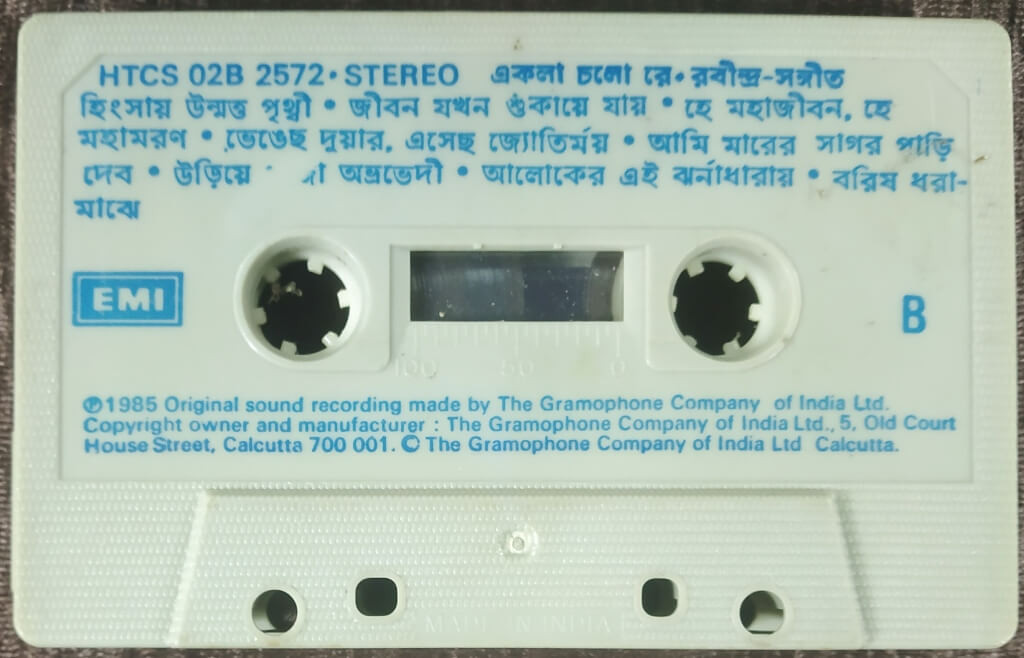 HTCS 02B 2572 • STEREO একলা চলো রে • রবীন্দ্র-সঙ্গীত
হিংসায় উন্মত্ত পৃথ্বী • জীবন যখন শুঁকায়ে যায় • হে মহাজীবন, হে
মহামরণ • ভেঙেছ দুয়ার, এসেছ জ্যোতির্ময় • আমি মারের সাগর পাড়ি
দেব • উড়িয়ে অভ্রভেদী • আলোকের এই ঝর্নাধারায় • বরিষ ধরা-
মাঝে
EMI
B
100 50 0
℗ 1985 Original sound recording made by The Gramophone Company of India Ltd.
Copyright owner and manufacturer : The Gramophone Company of India Ltd., 5, Old Court
House Street, Calcutta 700 001. © The Gramophone Company of India Ltd Calcutta.
MADE IN INDIA